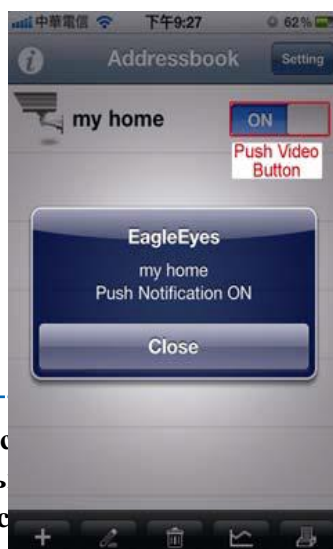 中華電信 下午9:27 62%
Addressbook Setting
my home ON
Push Video
Button
EagleEyes
my home
Push Notification ON
Close